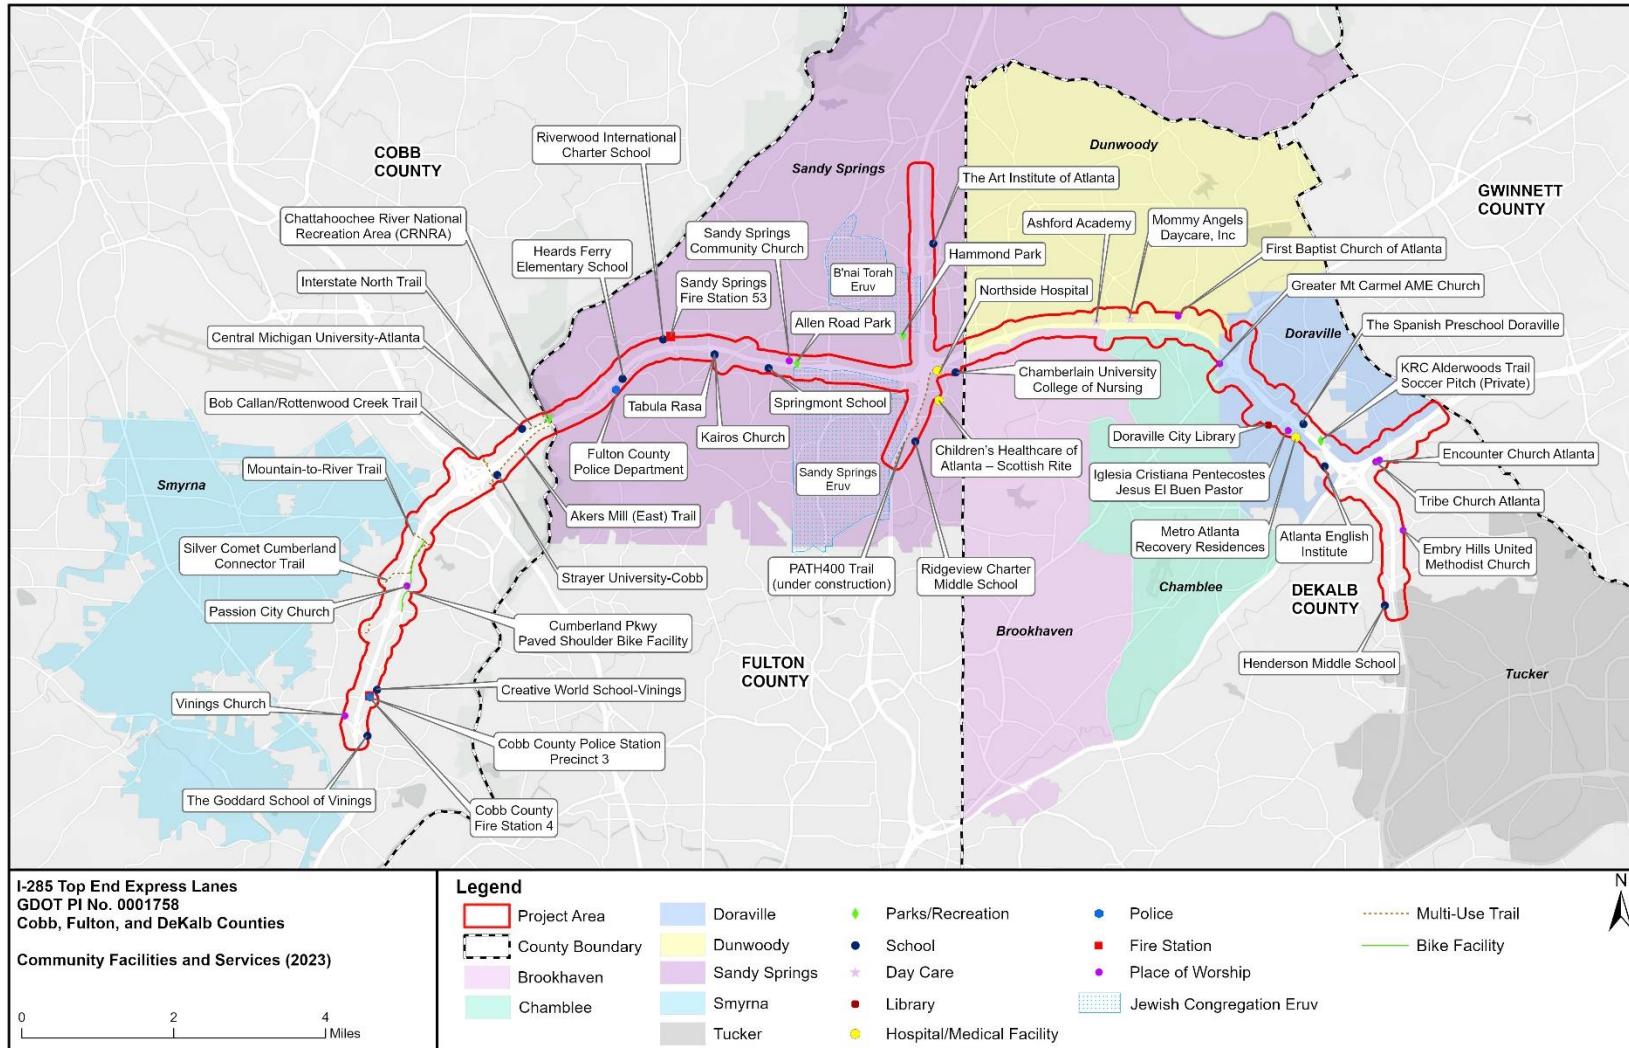 COBB
COUNTY
Riverwood International
Charter School
Sandy Springs
Dunwoody
GWINNETT
COUNTY
The Art Institute of Atlanta
Chattahoochee River National
Recreation Area (CRNRA)
Heards Ferry
Elementary School
Sandy Springs
Community Church
Ashford Academy
Mommy Angels
Daycare, Inc
First Baptist Church of Atlanta
Interstate North Trail
Sandy Springs
Fire Station 53
B'nai Torah
Eruv
Hammond Park
Northside Hospital
Greater Mt Carmel AME Church
Central Michigan University-Atlanta
Allen Road Park
Doraville
The Spanish Preschool Doraville
Bob Callan/Rottenwood Creek Trail
Tabula Rasa
Springmont School
Chamberlain University
College of Nursing
KRC Alderwoods Trail
Soccer Pitch (Private)
Kairos Church
Mountain-to-River Trail
Fulton County
Police Department
Sandy Springs
Eruv
Children's Healthcare of
Atlanta – Scottish Rite
Doraville City Library
Encounter Church Atlanta
Smyrna
Iglesia Cristiana Pentecostes
Jesus El Buen Pastor
Tribe Church Atlanta
Akers Mill (East) Trail
Silver Comet Cumberland
Connector Trail
Strayer University-Cobb
PATH400 Trail
(under construction)
Ridgeview Charter
Middle School
Metro Atlanta
Recovery Residences
Atlanta English
Institute
Embry Hills United
Methodist Church
Passion City Church
Chamblee
DEKALB
COUNTY
Cumberland Pkwy
Paved Shoulder Bike Facility
FULTON
COUNTY
Brookhaven
Henderson Middle School
Tucker
Vinings Church
Creative World School-Vinings
Cobb County Police Station
Precinct 3
The Goddard School of Vinings
Cobb County
Fire Station 4
I-285 Top End Express Lanes
GDOT PI No. 0001758
Cobb, Fulton, and DeKalb Counties
Community Facilities and Services (2023)
0 2 4
Miles
Legend
Project Area
County Boundary
Brookhaven
Chamblee
Doraville
Dunwoody
Sandy Springs
Smyrna
Tucker
Parks/Recreation
School
Day Care
Library
Hospital/Medical Facility
Police
Fire Station
Place of Worship
Jewish Congregation Eruv
Multi-Use Trail
Bike Facility
N